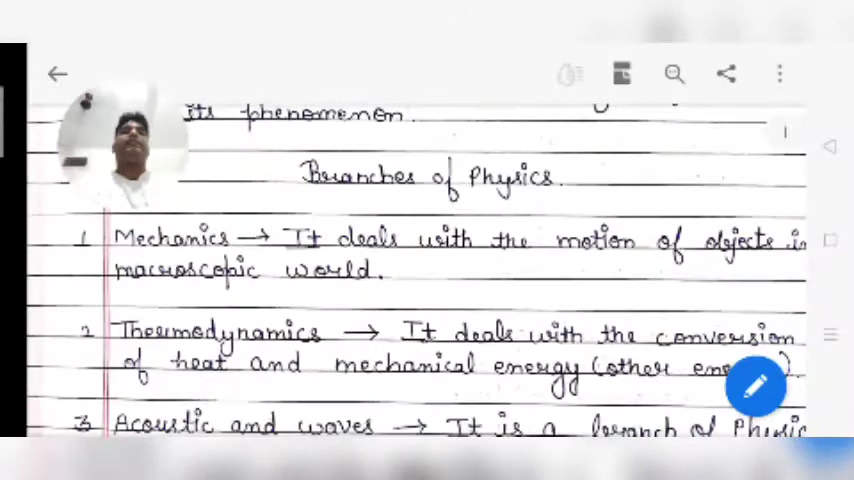 its phenomenon.
Branches of Physics.
1 Mechanics → It deals with the motion of objects in
macroscopic world.
2 Thermodynamics → It deals with the conversion
of heat and mechanical energy (other
3 Acoustic and waves → It is a branch of Physic